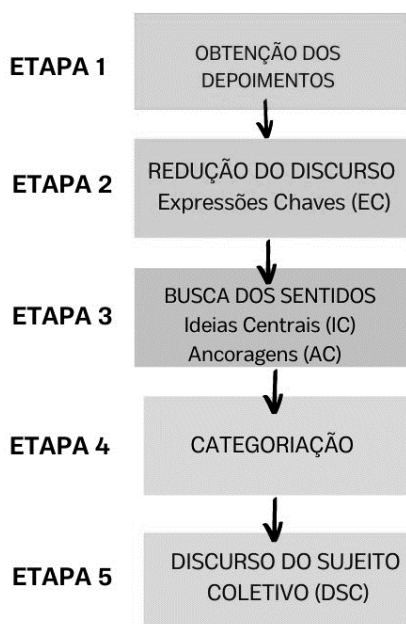 ETAPA 1
OBTENÇÃO DOS
DEPOIMENTOS
ETAPA 2
REDUÇÃO DO DISCURSO
Expressões Chaves (EC)
ETAPA 3
BUSCA DOS SENTIDOS
Ideias Centrais (IC)
Ancoragens (AC)
ETAPA 4
CATEGORIAÇÃO
ETAPA 5
DISCURSO DO SUJEITO
COLETIVO (DSC)